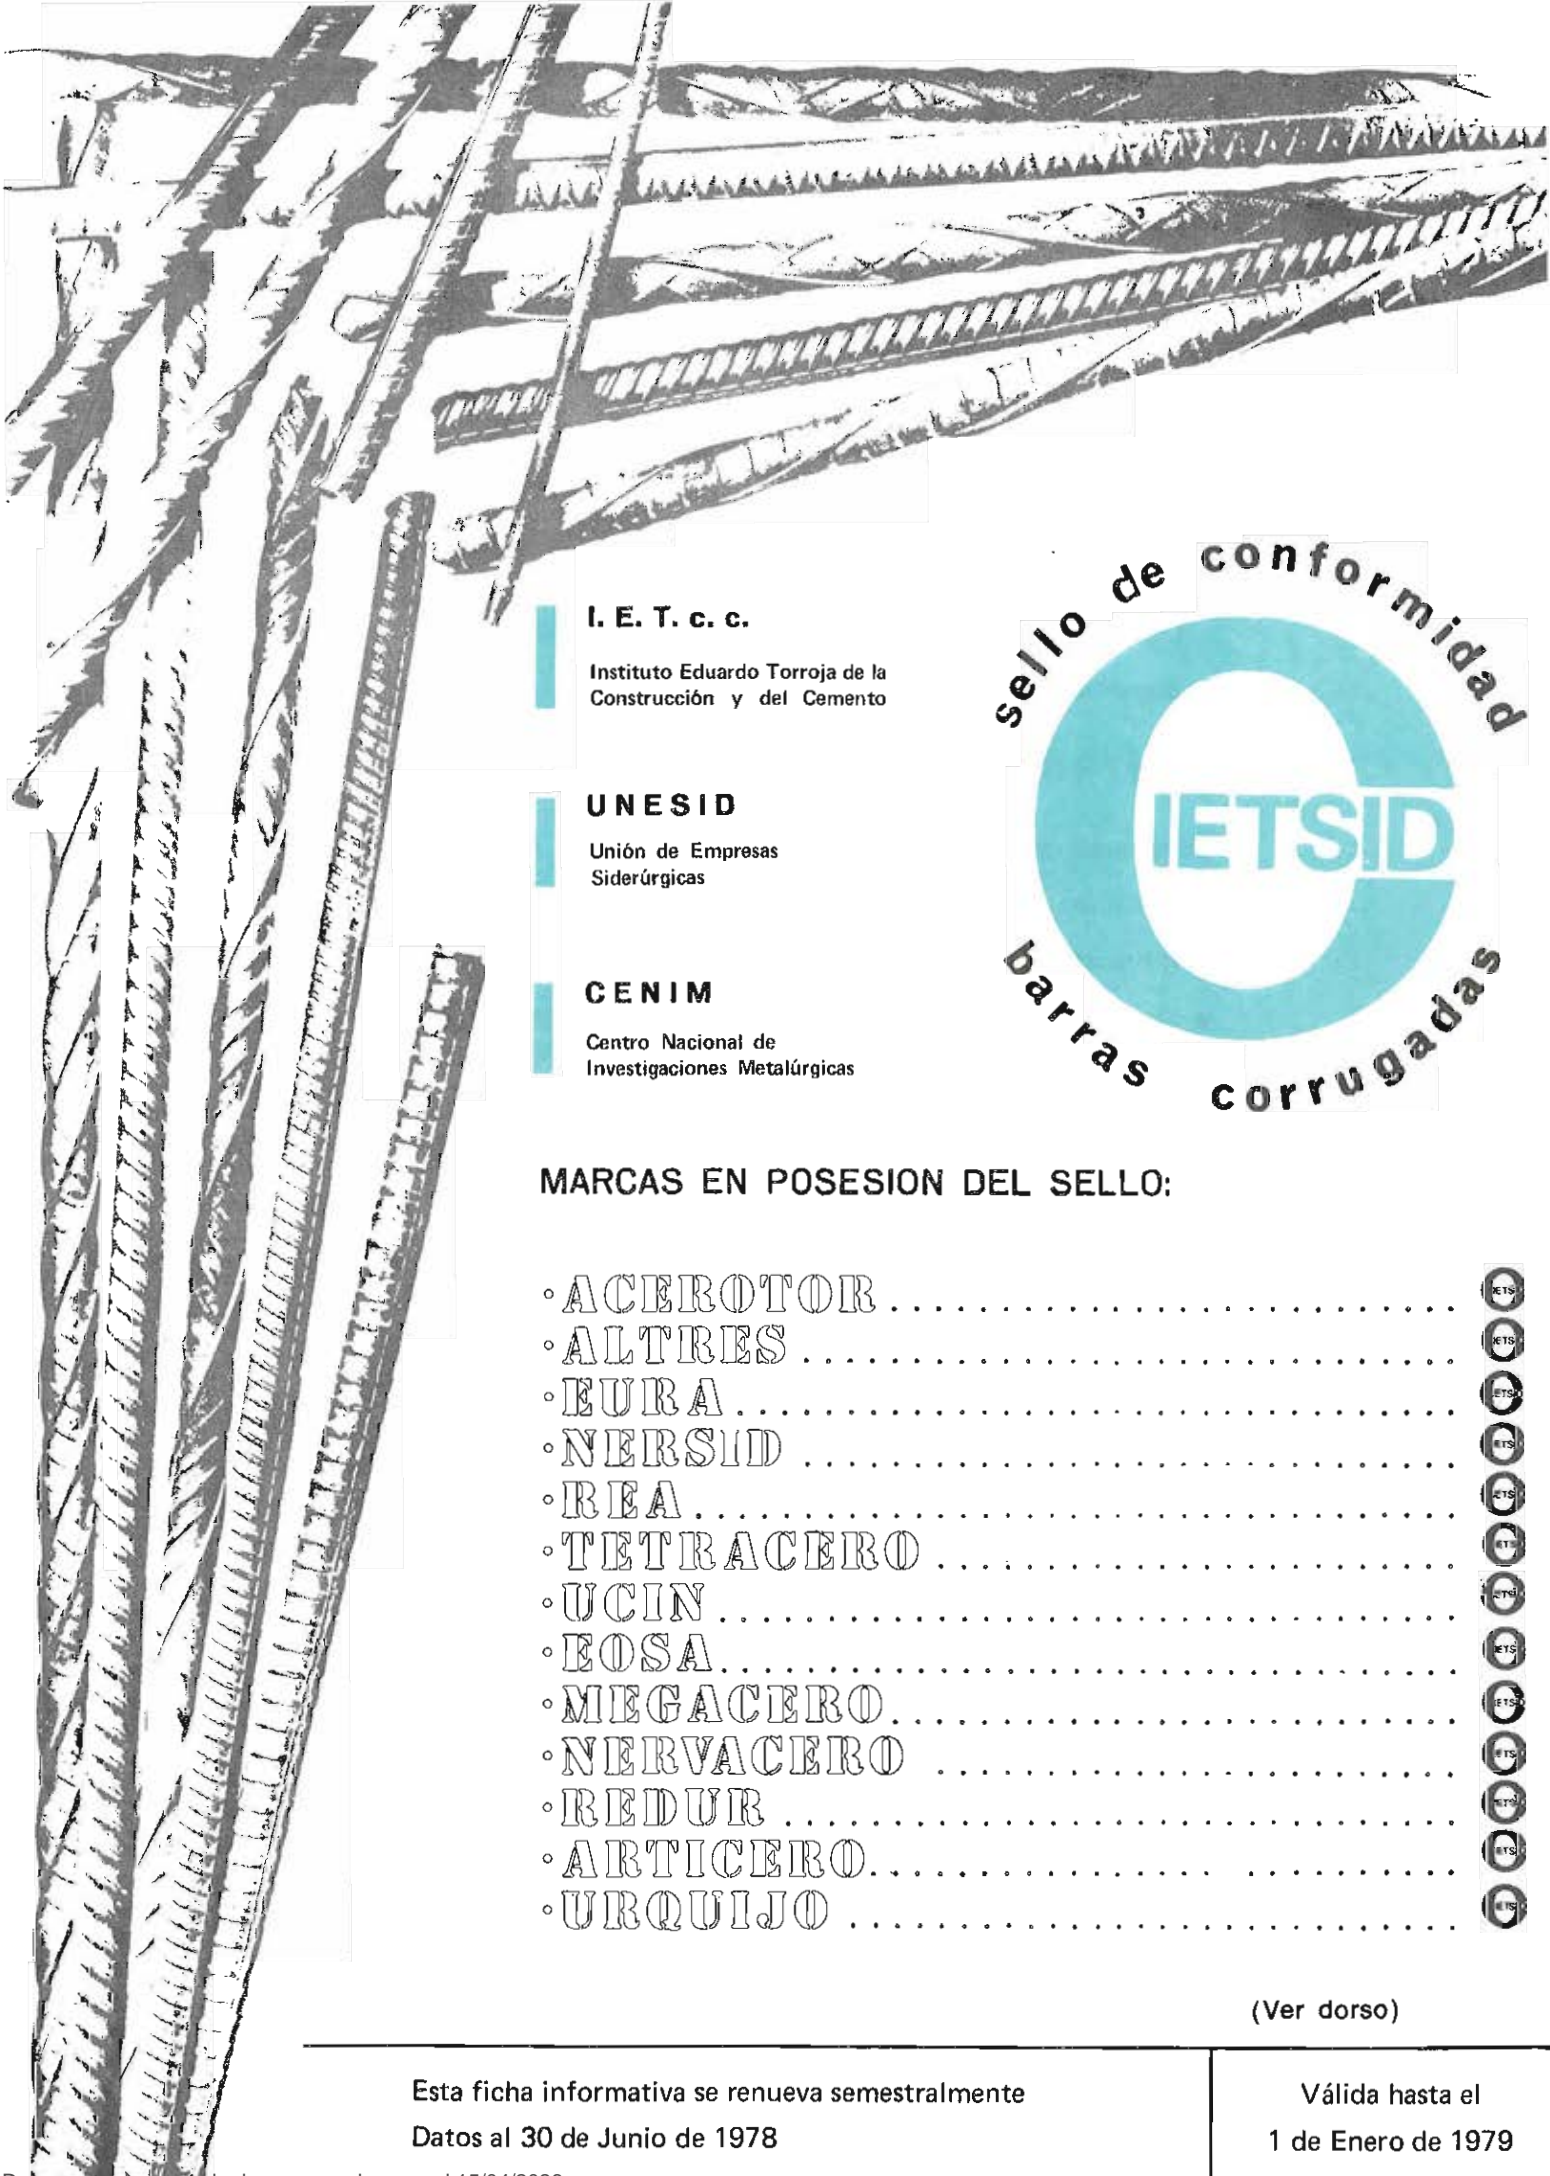 I. E. T. c. c.
Instituto Eduardo Torroja de la
Construcción y del Cemento
UNESID
Unión de Empresas
Siderúrgicas
CENIM
Centro Nacional de
Investigaciones Metalúrgicas
sello de conformidad
CIETSID
barras corrugadas
MARCAS EN POSESION DEL SELLO:
ACEROTOR
ALTRES
EURA
NERSID
REA
TETRACERO
UCIN
EOSA
MEGACERO
NERVACERO
REDUR
ARTICERO
URQUIJO
(Ver dorso)
Esta ficha informativa se renueva semestralmente
Datos al 30 de Junio de 1978
Válida hasta el
1 de Enero de 1979